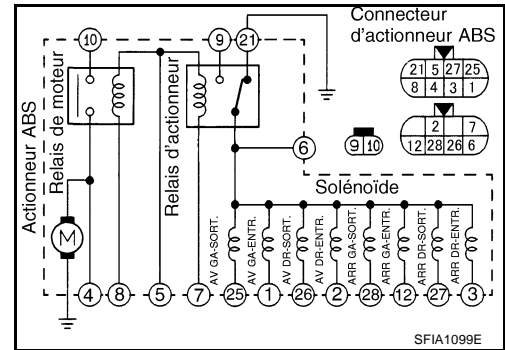 Connecteur
d'actionneur ABS
10
9
21
21 5 27 25
8 4 3 1
2 7
12 28 26 6
9 10
6
Actionneur ABS
Relais de moteur
Relais d'actionneur
Solénoïde
M
AV GA-SORT.
AV GA-ENTR.
AV DR-SORT.
AV DR-ENTR.
ARR GA-SORT.
ARR GA-ENTR.
ARR DR-SORT.
ARR DR-ENTR.
4 8 5 7 25 1 26 2 28 12 27 3
SFIA1099E